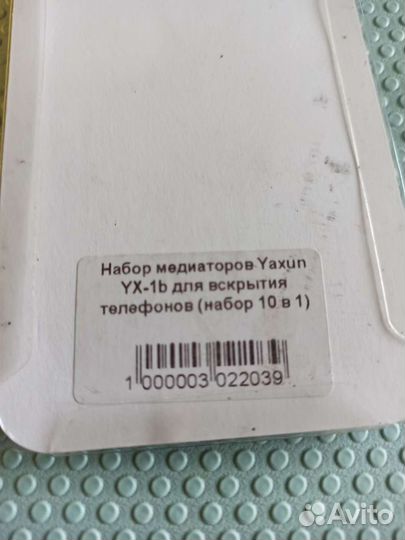 Набор медиаторов Yaxun
YX-1b для вскрытия
телефонов (набор 10 в 1)
1 000003 022039
Avito